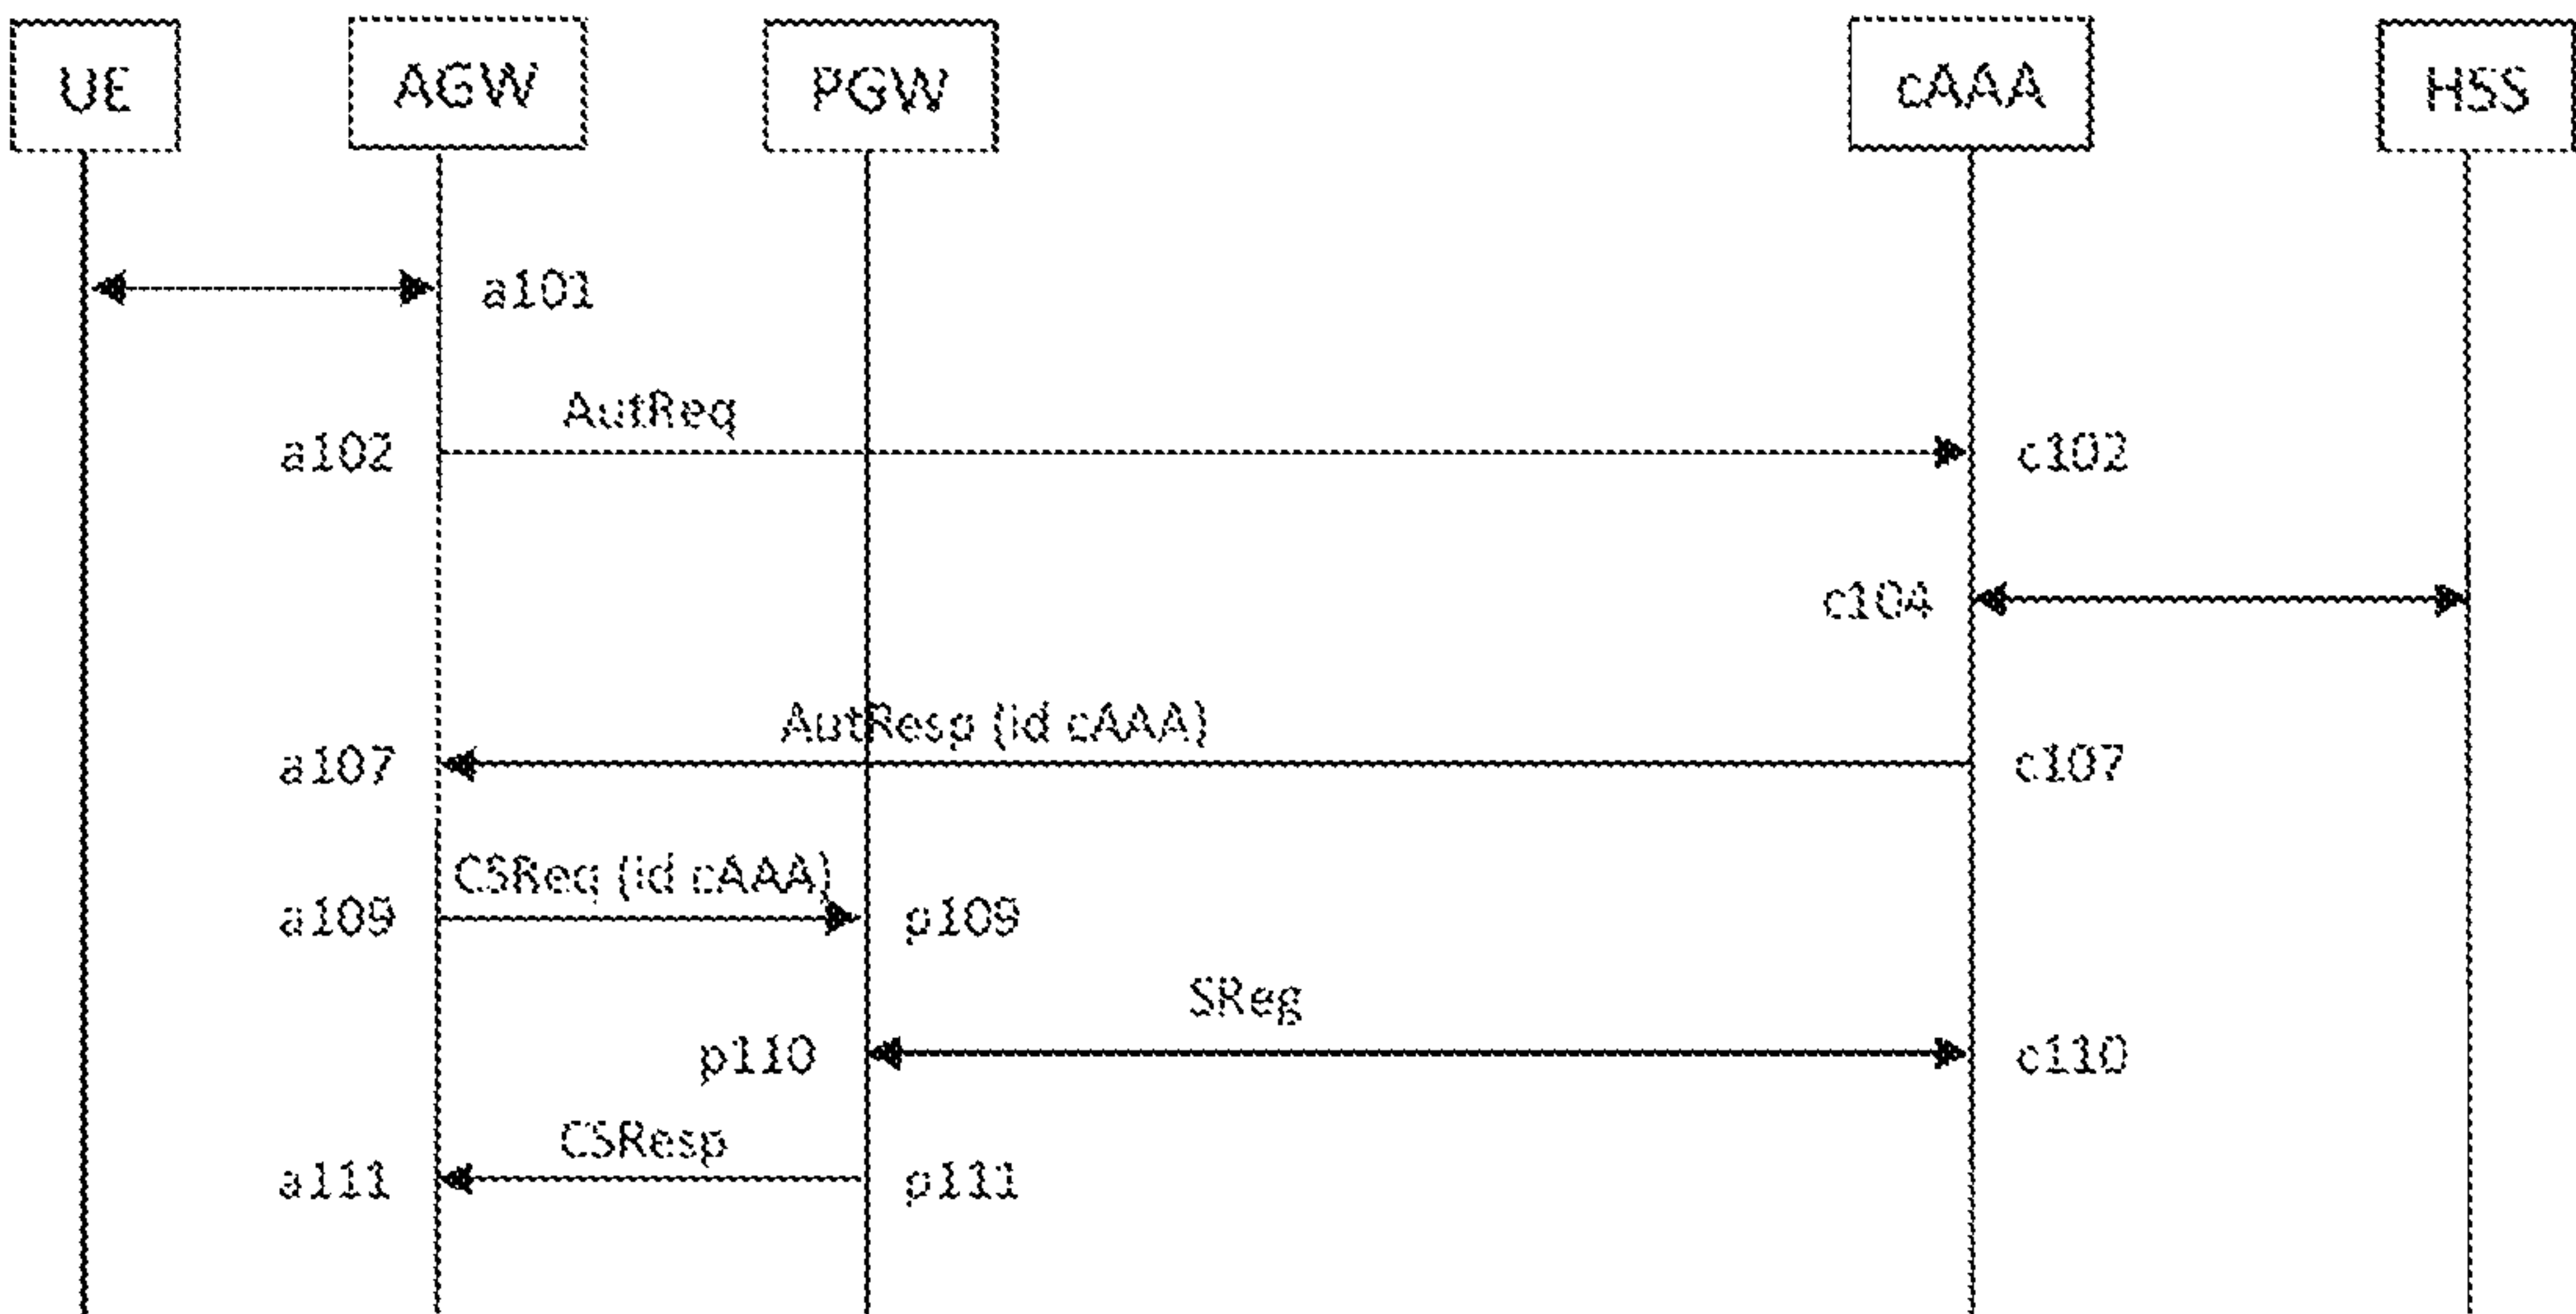 UE AGW PGW cAAA HSS
a101
AutReq
a102 c102
c104
AutResp (id cAAA)
a107 c107
CSReq (id cAAA)
a109 p109
SReg
p110 c110
CSResp
a111 p111